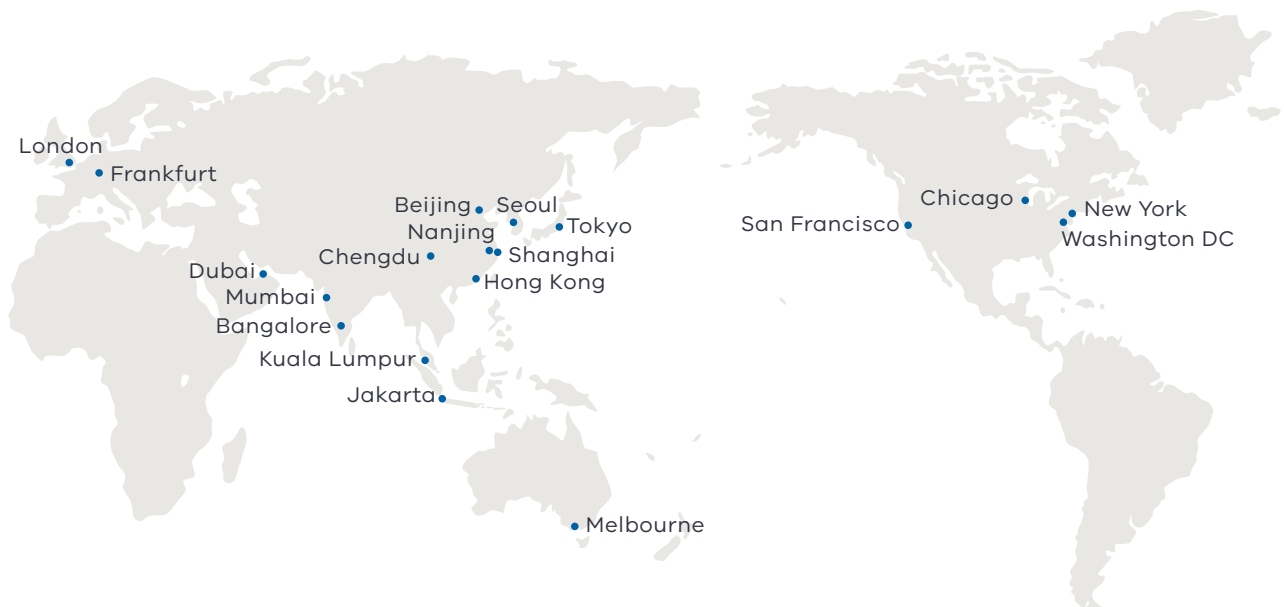 London
Frankfurt
Beijing
Seoul
Nanjing
Tokyo
Chengdu
Shanghai
Dubai
Hong Kong
Mumbai
Bangalore
Kuala Lumpur
Jakarta
Melbourne
Chicago
San Francisco
New York
Washington DC